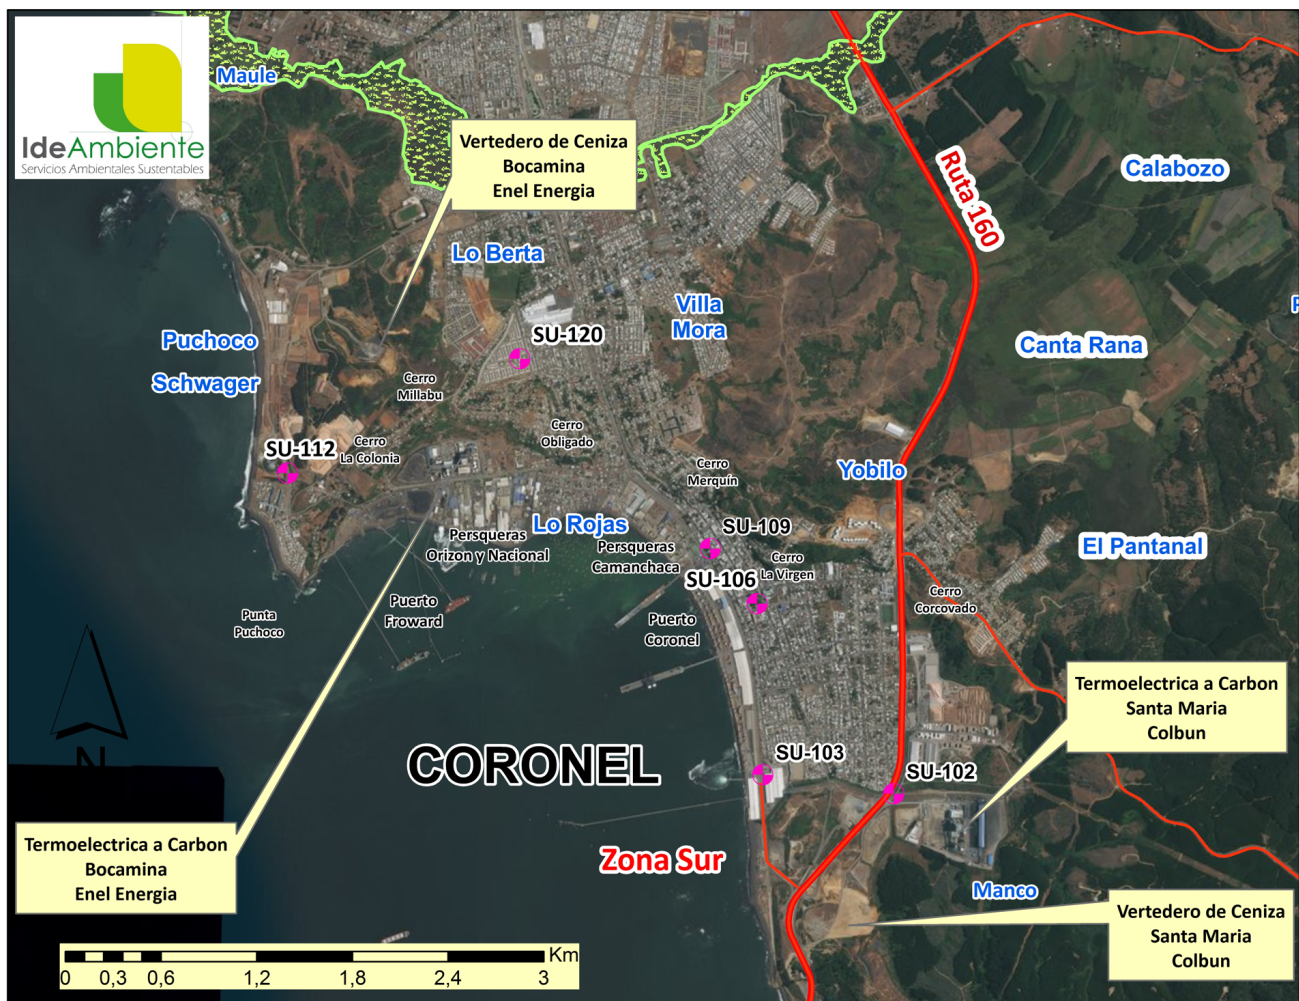 IdeAmbiente
Servicios Ambientales Sustentables
Maule
Vertedero de Ceniza
Bocamina
Enel Energia
Ruta 160
Calabozo
Lo Berta
Villa
Mora
Puchoco
Schwager
SU-120
Canta Rana
Cerro
Millabu
Cerro
Obligado
SU-112
Cerro
La Colonia
Cerro
Merquín
Yobilo
Lo Rojas
Persqueras
Orizon y Nacional
Persqueras
Camanchaca
SU-109
Cerro
La Virgen
El Pantanal
SU-106
Cerro
Corcovado
Punta
Puchoco
Puerto
Froward
Puerto
Coronel
Termoelectrica a Carbon
Santa Maria
Colbun
N
CORONEL
SU-103
SU-102
Termoelectrica a Carbon
Bocamina
Enel Energia
Zona Sur
Manco
Vertedero de Ceniza
Santa Maria
Colbun
Km
0 0,3 0,6 1,2 1,8 2,4 3